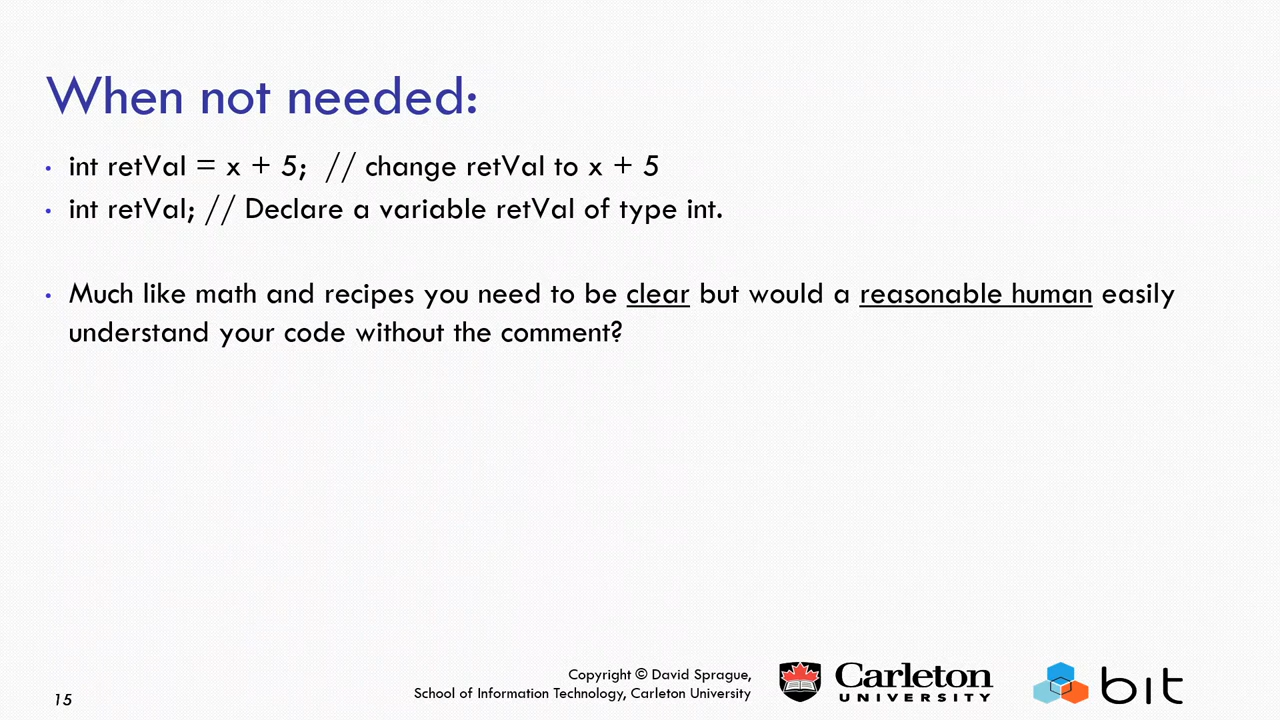 When not needed:
• int retVal = x + 5;  // change retVal to x + 5
• int retVal; // Declare a variable retVal of type int.
• Much like math and recipes you need to be clear but would a reasonable human easily
understand your code without the comment?
15
Copyright © David Sprague,
School of Information Technology, Carleton University
Carleton
UNIVERSITY
bit